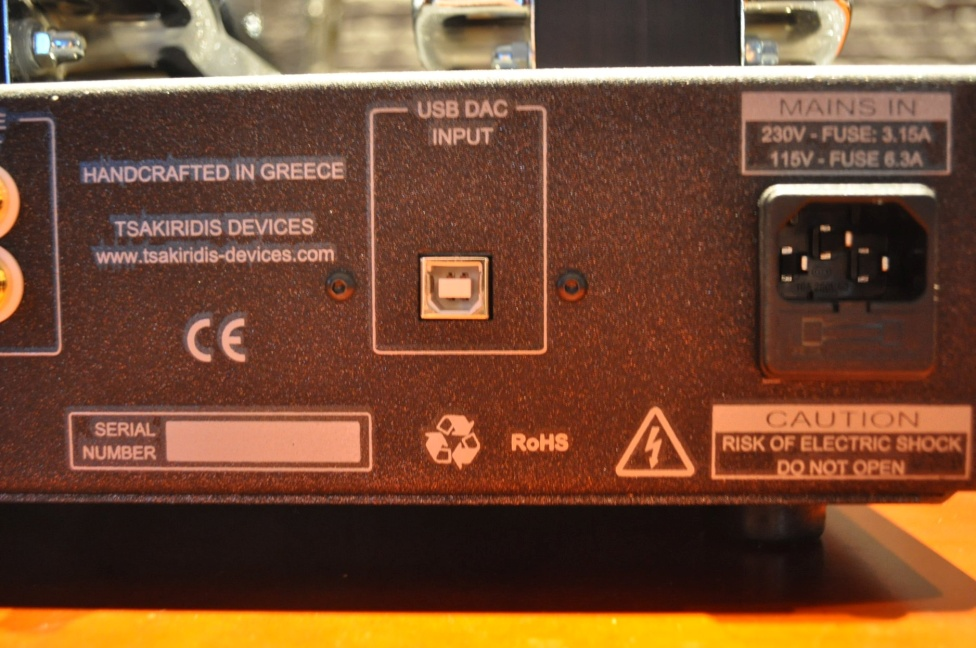 HANDCRAFTED IN GREECE
TSAKIRIDIS DEVICES
www.tsakiridis-devices.com
CE
SERIAL
NUMBER
USB DAC
INPUT
RoHS
MAINS IN
230V - FUSE: 3.15A
115V - FUSE 6.3A
CAUTION
RISK OF ELECTRIC SHOCK
DO NOT OPEN